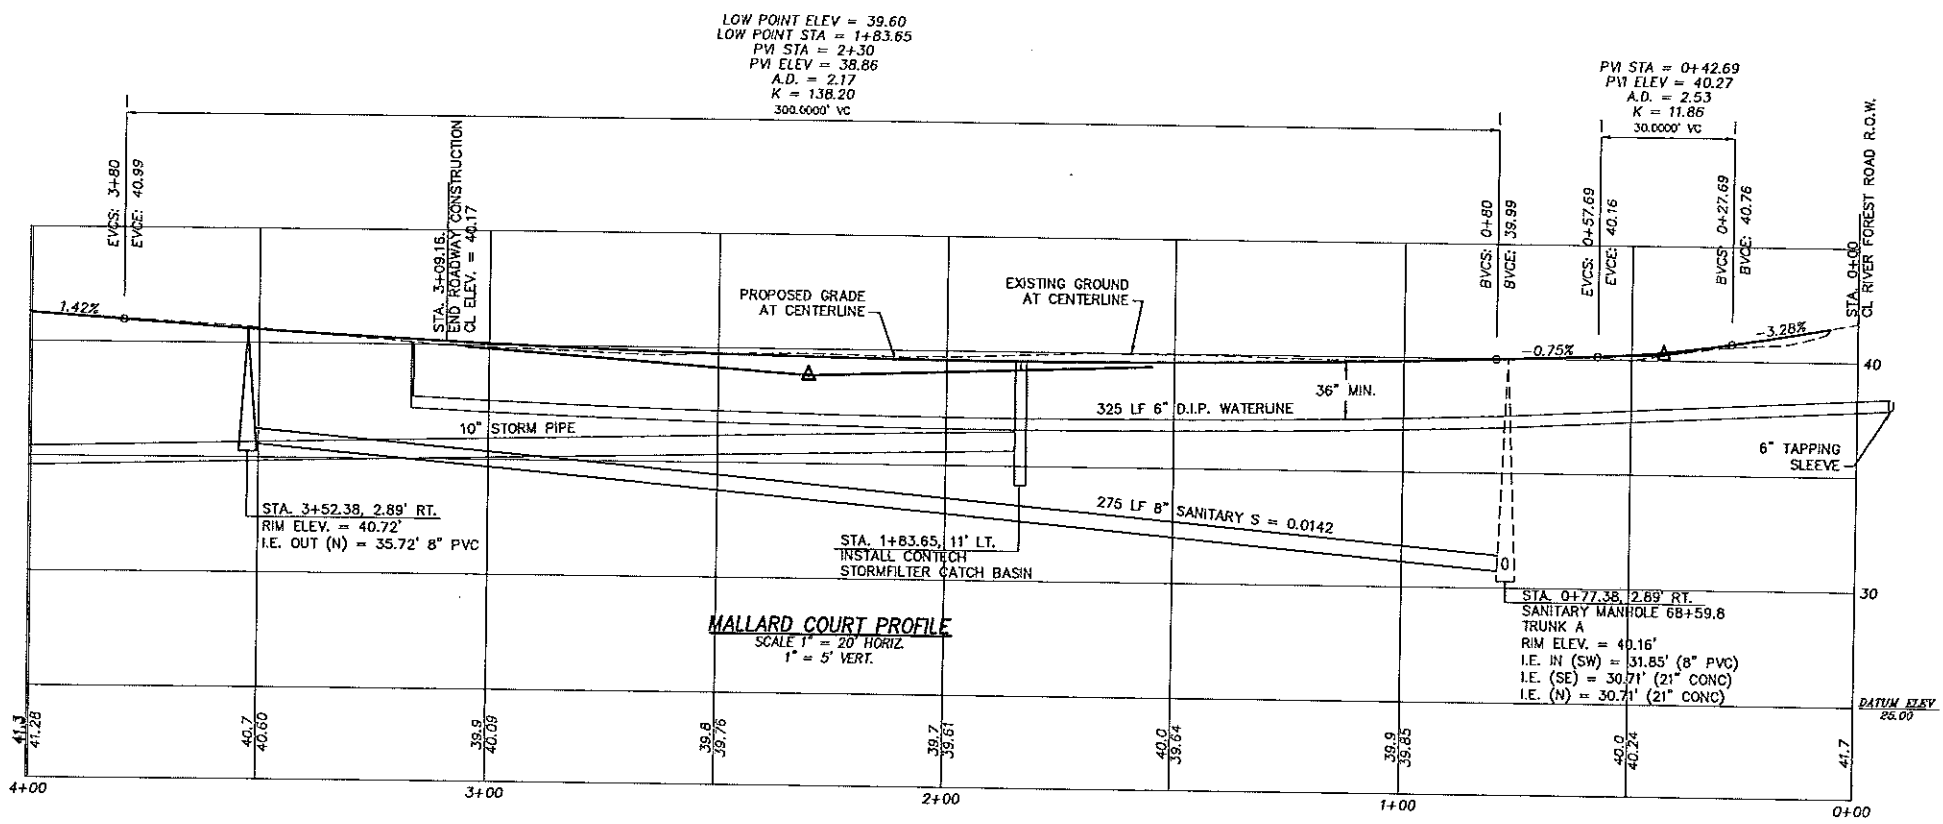 LOW POINT ELEV = 39.60
LOW POINT STA = 1+83.65
PVI STA = 2+30
PVI ELEV = 38.86
A.D. = 2.17
K = 138.20
300.0000' VC
PVI STA = 0+42.69
PVI ELEV = 40.27
A.D. = 2.53
K = 11.86
30.0000' VC
EVCS: 3+80
EVCE: 40.99
STA. 3+09.16.
END ROADWAY CONSTRUCTION
CL ELEV. = 40.17
BVCS: 0+80
BVCE: 39.99
EVCS: 0+57.69
EVCE: 40.16
BVCS: 0+27.69
BVCE: 40.76
STA. 0+00
CL RIVER FOREST ROAD R.O.W.
1.42%
PROPOSED GRADE
AT CENTERLINE
EXISTING GROUND
AT CENTERLINE
-0.75%
-3.28%
40
36" MIN.
325 LF 6" D.I.P. WATERLINE
10" STORM PIPE
6" TAPPING
SLEEVE
275 LF 8" SANITARY S = 0.0142
STA. 3+52.38, 2.89' RT.
RIM ELEV. = 40.72'
I.E. OUT (N) = 35.72' 8" PVC
STA. 1+83.65, 11' LT.
INSTALL CONTECH
STORMFILTER CATCH BASIN
30
STA. 0+77.38, 2.89' RT.
SANITARY MANHOLE 68+59.8
TRUNK A
RIM ELEV. = 40.16'
I.E. IN (SW) = 31.85' (8" PVC)
I.E. (SE) = 30.71' (21" CONC)
I.E. (N) = 30.71' (21" CONC)
MALLARD COURT PROFILE
SCALE 1" = 20' HORIZ.
1" = 5' VERT.
DATUM ELEV
25.00
41.3
41.28
40.7
40.60
39.9
40.09
39.8
39.76
39.7
39.61
40.0
39.64
39.9
39.85
40.0
40.24
41.7
4+00
3+00
2+00
1+00
0+00